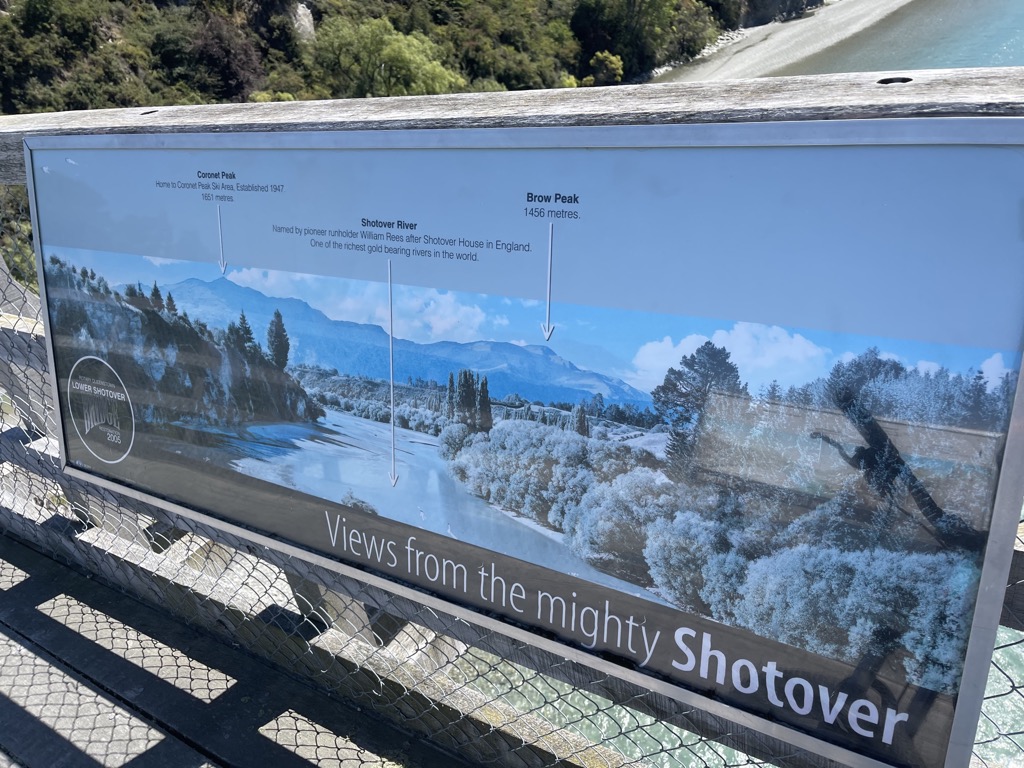 Coronet Peak
Home to Coronet Peak Ski Area, Established 1947
1651 metres.
Shotover River
Named by pioneer runholder William Rees after Shotover House in England.
One of the richest gold bearing rivers in the world.
Brow Peak
1456 metres.
LOWER SHOTOVER
BRIDGE
2005
Views from the mighty Shotover